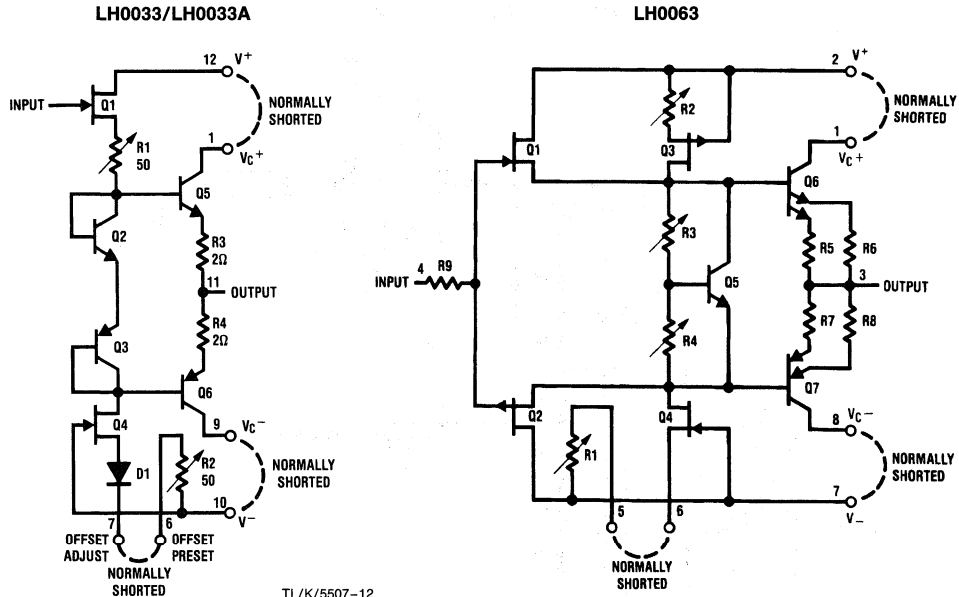 LH0033/LH0033A
12 V+
INPUT
Q1
NORMALLY
SHORTED
R1
50
1
VC+
Q5
Q2
R3
2Ω
11
OUTPUT
R4
2Ω
Q3
Q6
Q4
9 VC−
R2
50
D1
NORMALLY
SHORTED
10
V−
7
6
OFFSET
ADJUST
OFFSET
PRESET
NORMALLY
SHORTED
TL/K/5507-12
LH0063
2 V+
R2
NORMALLY
SHORTED
Q1
Q3
1
VC+
Q6
R3
R5
R6
INPUT
4 R9
Q5
3
OUTPUT
R4
R7
R8
Q2
Q4
Q7
8 VC−
R1
NORMALLY
SHORTED
7
V−
5
6
NORMALLY
SHORTED